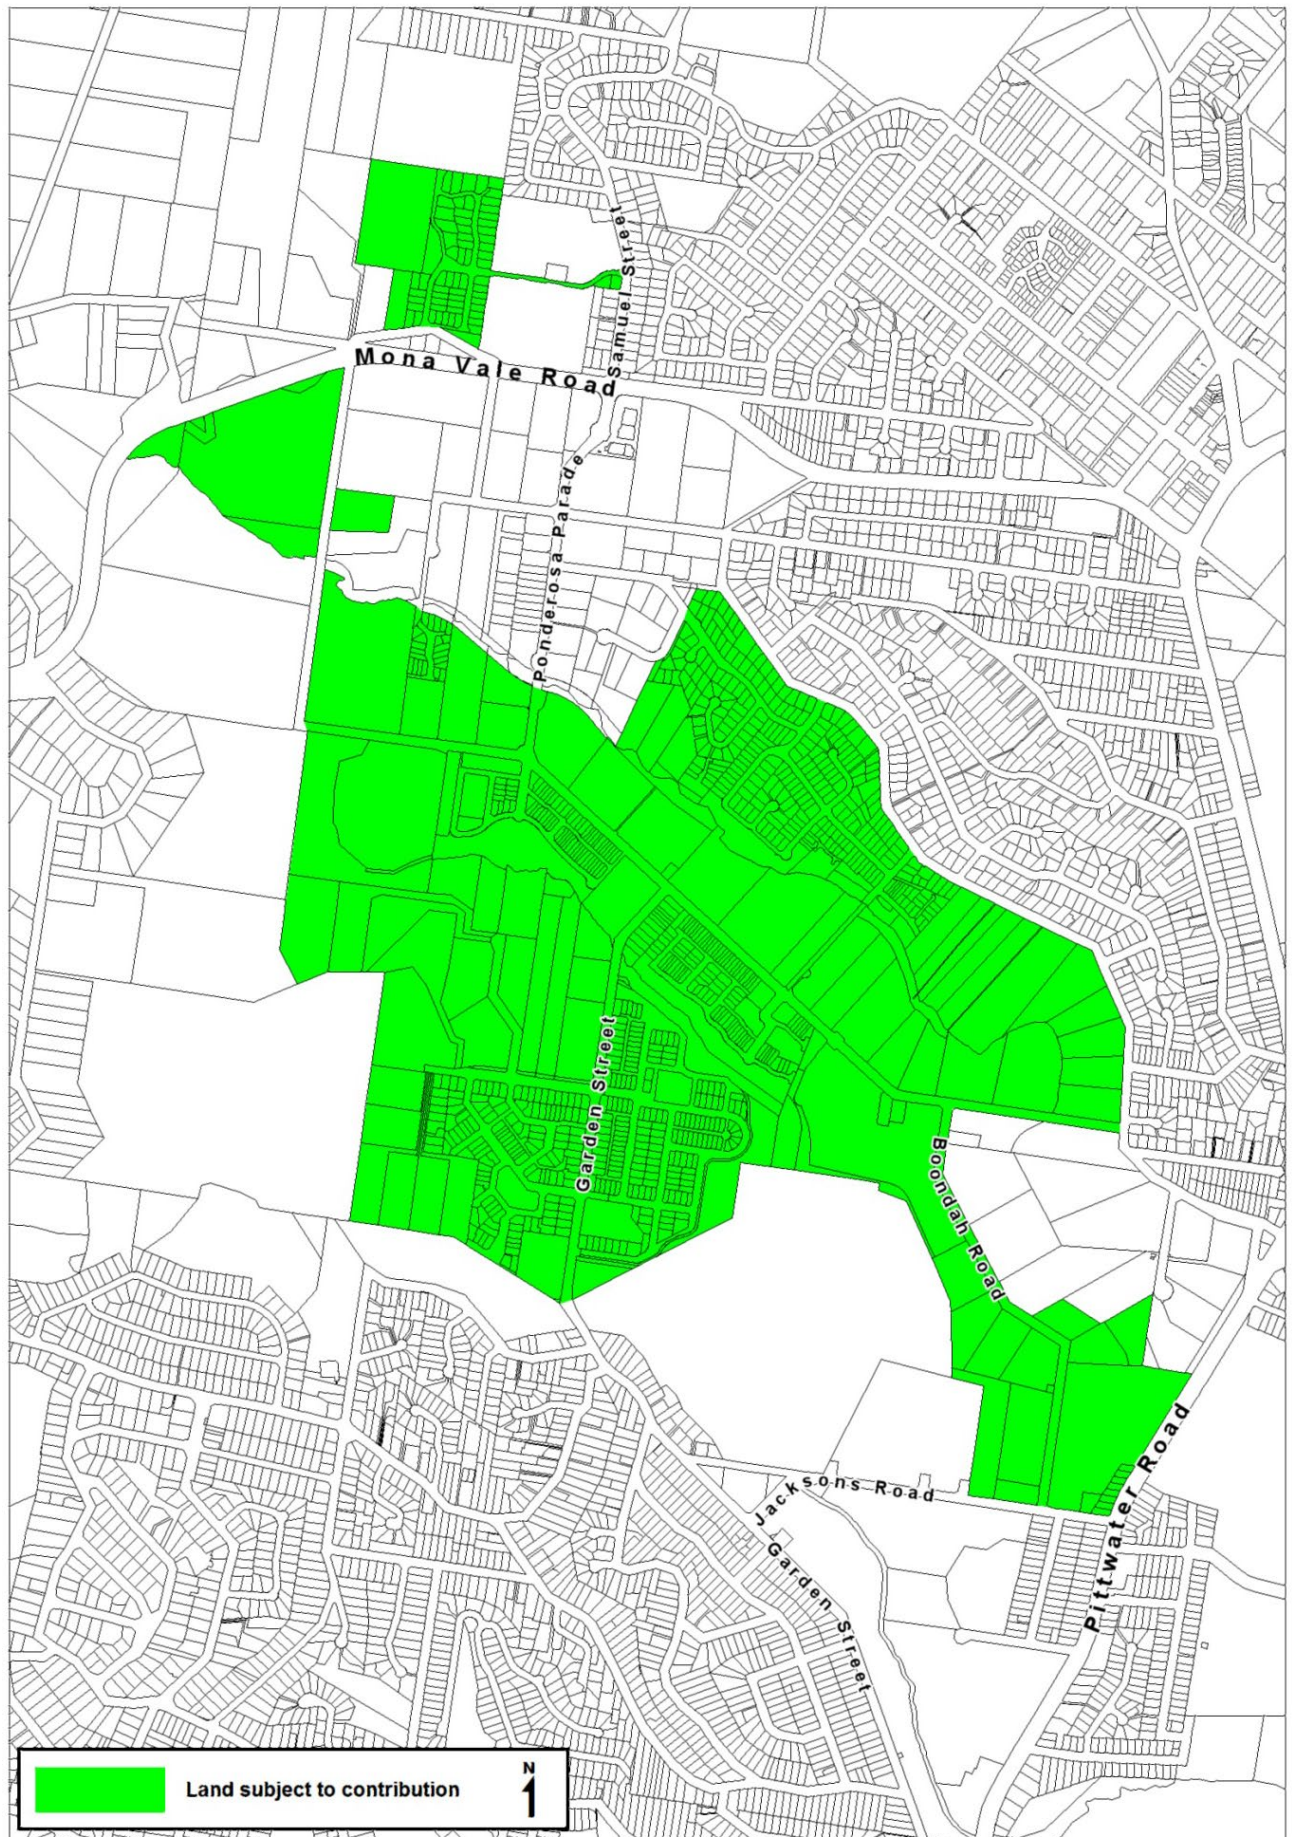 Samuel Street
Mona Vale Road
Ponderosa Parade
Garden Street
Boondah Road
Pittwater Road
Jacksons Road
Garden Street
Land subject to contribution
N